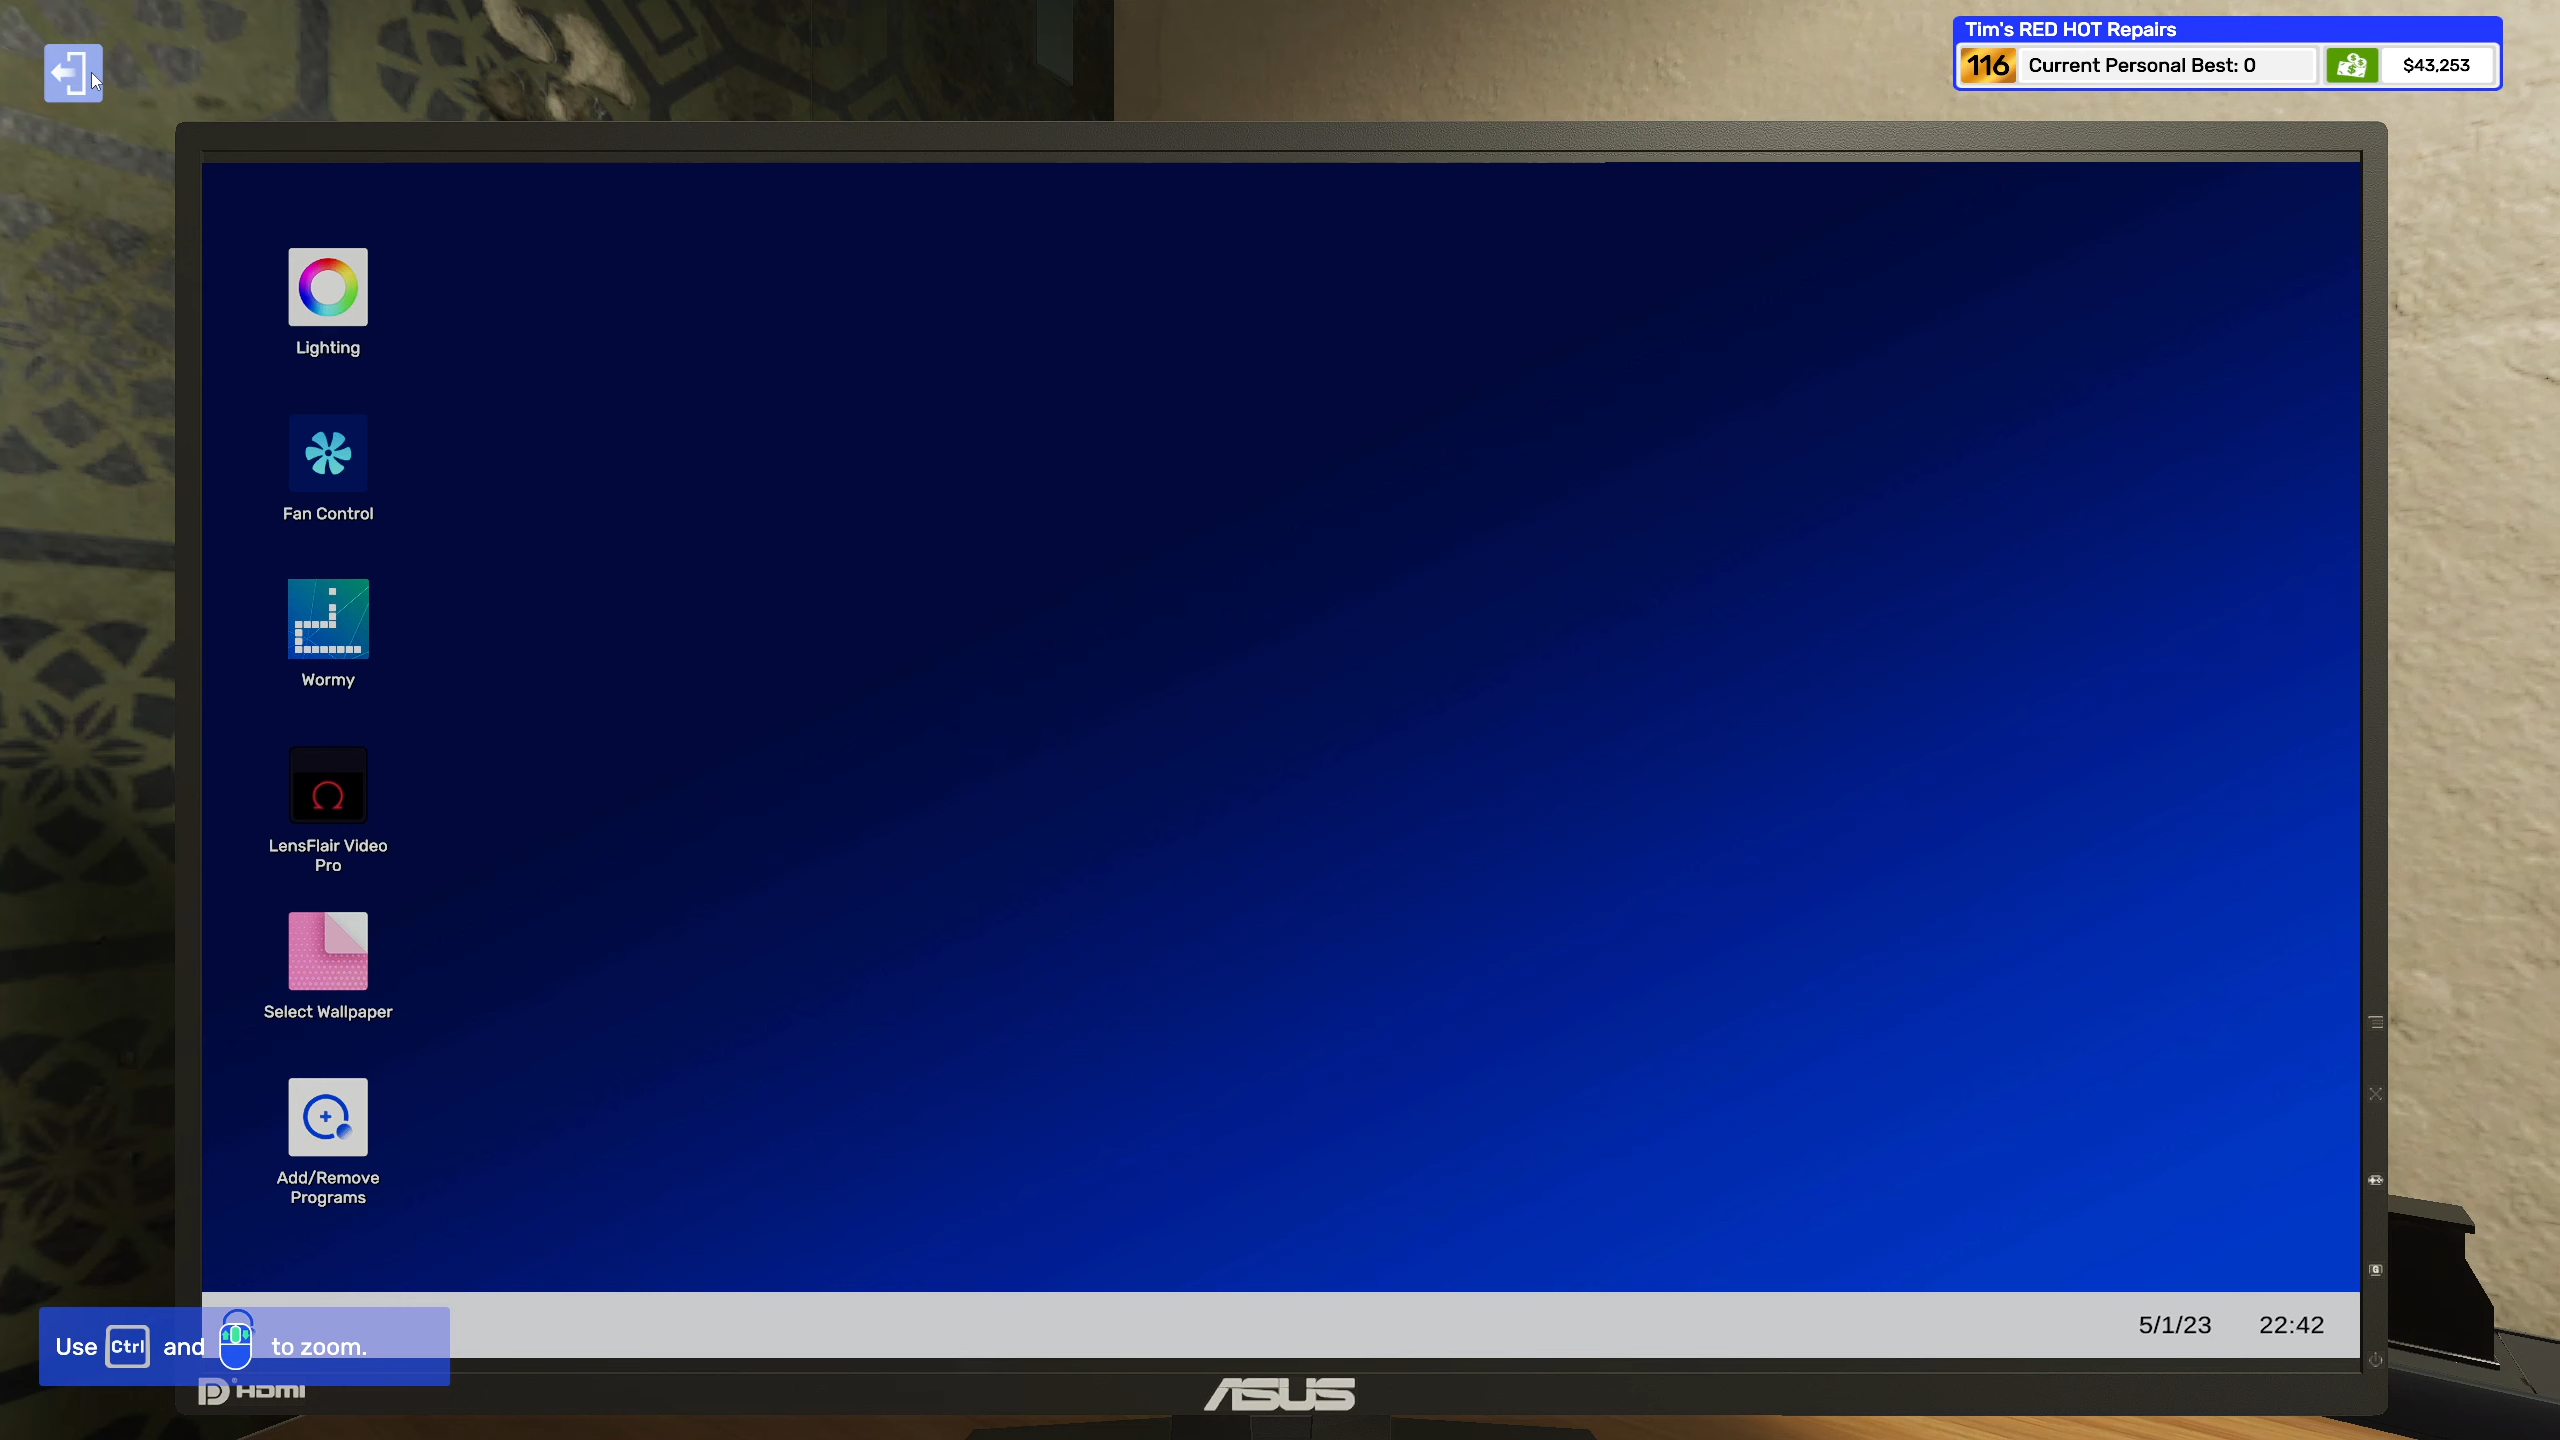 Tim's RED HOT Repairs
116 Current Personal Best: 0 $43,253
Lighting
Fan Control
Wormy
LensFlair Video
Pro
Select Wallpaper
Add/Remove
Programs
5/1/23 22:42
Use Ctrl and to zoom.
HDMI
ASUS